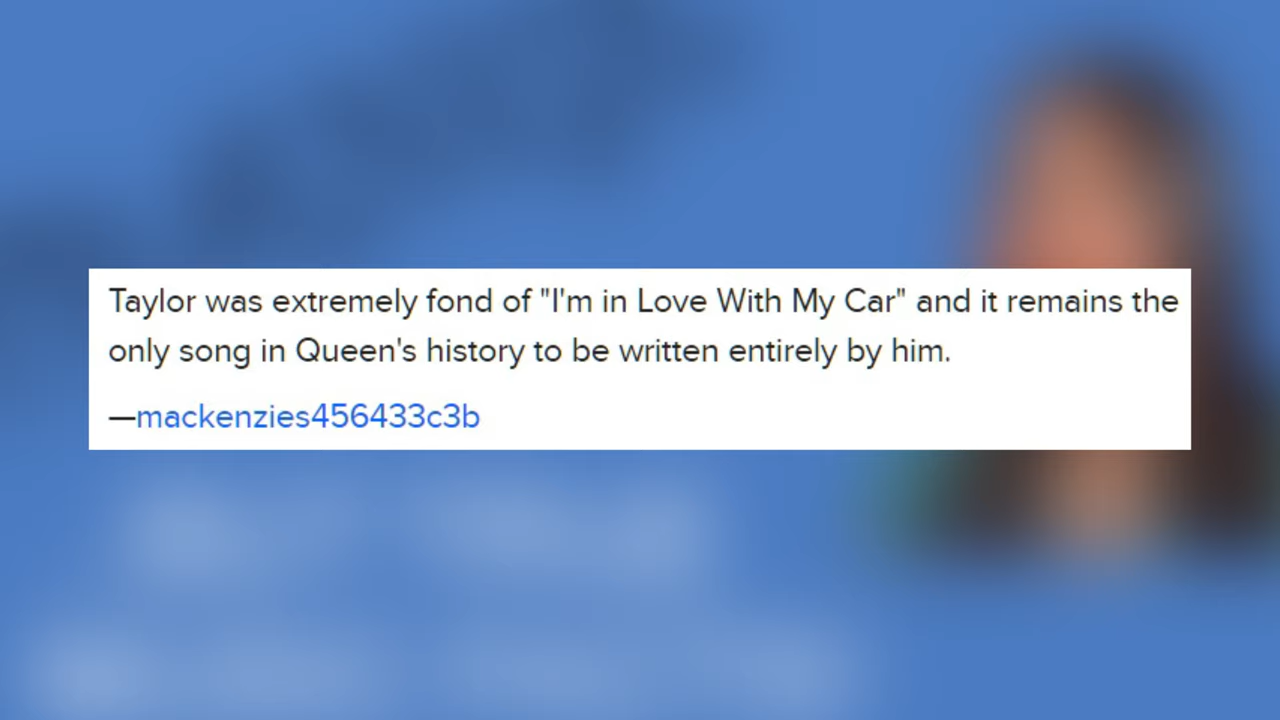 Taylor was extremely fond of "I'm in Love With My Car" and it remains the
only song in Queen's history to be written entirely by him.
—mackenzies456433c3b